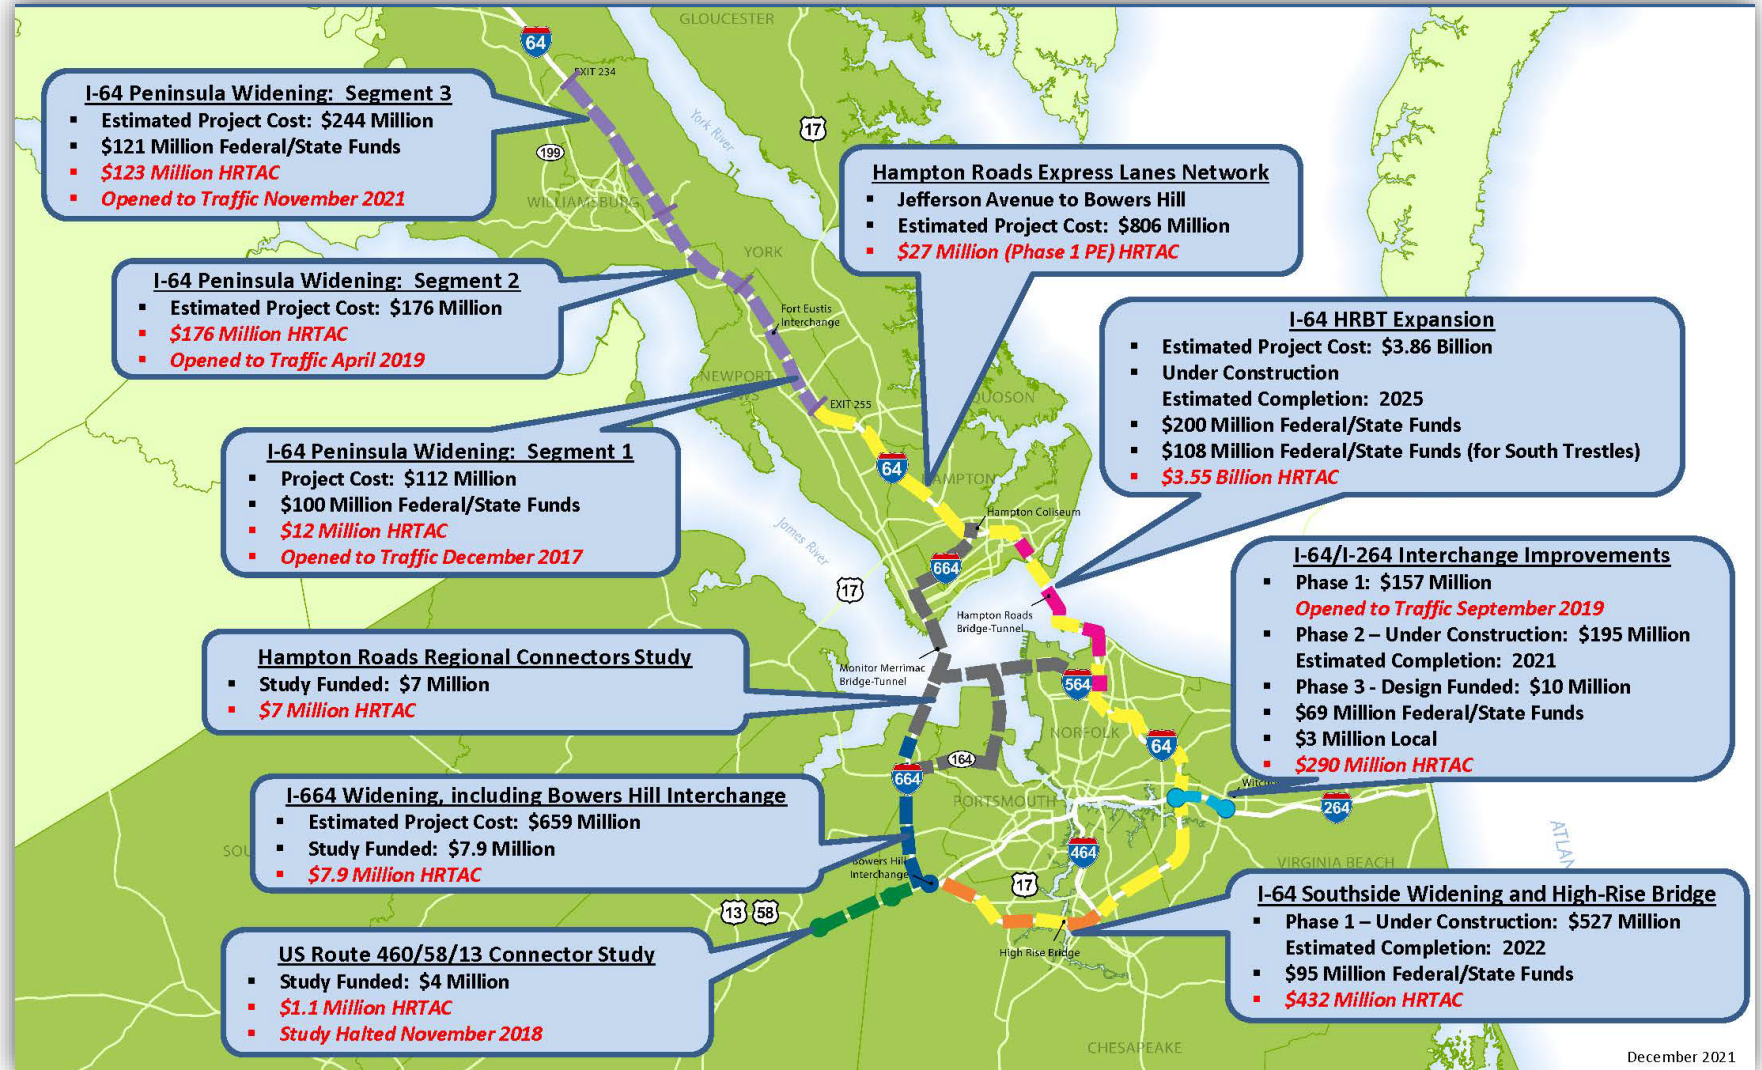 GLOUCESTER
64
EXIT 234
I-64 Peninsula Widening:  Segment 3
▪ Estimated Project Cost:  $244 Million
▪ $121 Million Federal/State Funds
▪ $123 Million HRTAC
▪ Opened to Traffic November 2021
York River
17
199
WILLIAMSBURG
Hampton Roads Express Lanes Network
▪ Jefferson Avenue to Bowers Hill
▪ Estimated Project Cost:  $806 Million
▪ $27 Million (Phase 1 PE) HRTAC
YORK
I-64 Peninsula Widening:  Segment 2
▪ Estimated Project Cost:  $176 Million
▪ $176 Million HRTAC
▪ Opened to Traffic April 2019
Fort Eustis
Interchange
I-64 HRBT Expansion
▪ Estimated Project Cost:  $3.86 Billion
▪ Under Construction
Estimated Completion:  2025
▪ $200 Million Federal/State Funds
▪ $108 Million Federal/State Funds (for South Trestles)
▪ $3.55 Billion HRTAC
NEWPORT
EXIT 255
I-64 Peninsula Widening:  Segment 1
▪ Project Cost:  $112 Million
▪ $100 Million Federal/State Funds
▪ $12 Million HRTAC
▪ Opened to Traffic December 2017
64
Hampton Coliseum
James River
664
17
Hampton Roads
Bridge-Tunnel
I-64/I-264 Interchange Improvements
▪ Phase 1:  $157 Million
Opened to Traffic September 2019
▪ Phase 2 – Under Construction:  $195 Million
Estimated Completion:  2021
▪ Phase 3 - Design Funded:  $10 Million
▪ $69 Million Federal/State Funds
▪ $3 Million Local
▪ $290 Million HRTAC
Hampton Roads Regional Connectors Study
▪ Study Funded:  $7 Million
▪ $7 Million HRTAC
Monitor Merrimac
Bridge-Tunnel
564
NORFOLK
64
164
664
I-664 Widening, including Bowers Hill Interchange
▪ Estimated Project Cost:  $659 Million
▪ Study Funded:  $7.9 Million
▪ $7.9 Million HRTAC
PORTSMOUTH
264
464
Bowers Hill
Interchange
VIRGINIA BEACH
17
13 58
High Rise Bridge
I-64 Southside Widening and High-Rise Bridge
▪ Phase 1 – Under Construction:  $527 Million
Estimated Completion:  2022
▪ $95 Million Federal/State Funds
▪ $432 Million HRTAC
US Route 460/58/13 Connector Study
▪ Study Funded:  $4 Million
▪ $1.1 Million HRTAC
▪ Study Halted November 2018
CHESAPEAKE
December 2021